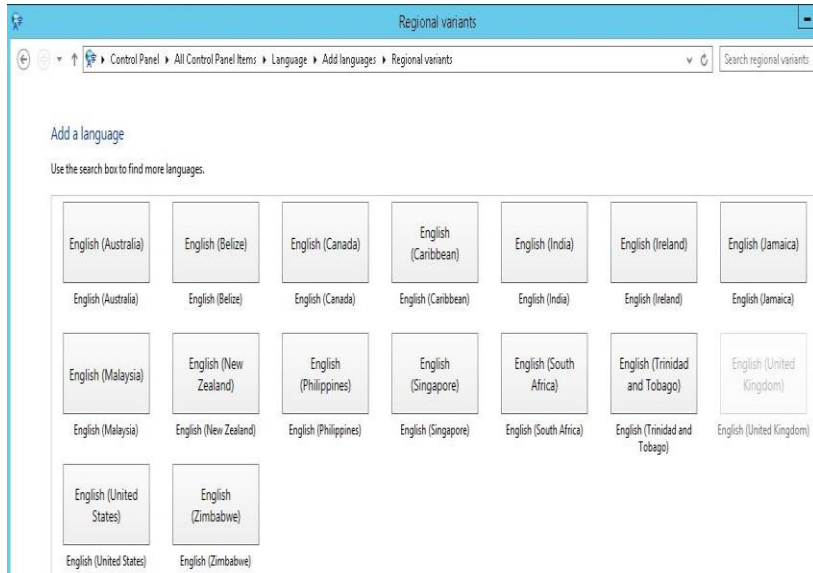 Regional variants
Control Panel ▸ All Control Panel Items ▸ Language ▸ Add languages ▸ Regional variants
Search regional variants
Add a language
Use the search box to find more languages.
English (Australia)
English (Belize)
English (Canada)
English
(Caribbean)
English (India)
English (Ireland)
English (Jamaica)
English (Australia)
English (Belize)
English (Canada)
English (Caribbean)
English (India)
English (Ireland)
English (Jamaica)
English (Malaysia)
English (New
Zealand)
English
(Philippines)
English
(Singapore)
English (South
Africa)
English (Trinidad
and Tobago)
English (United
Kingdom)
English (Malaysia)
English (New Zealand)
English (Philippines)
English (Singapore)
English (South Africa)
English (Trinidad and
Tobago)
English (United Kingdom)
English (United
States)
English
(Zimbabwe)
English (United States)
English (Zimbabwe)